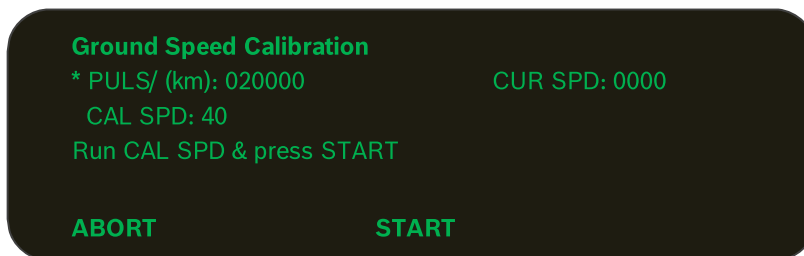 Ground Speed Calibration
* PULS/ (km): 020000 CUR SPD: 0000
CAL SPD: 40
Run CAL SPD & press START
ABORT START